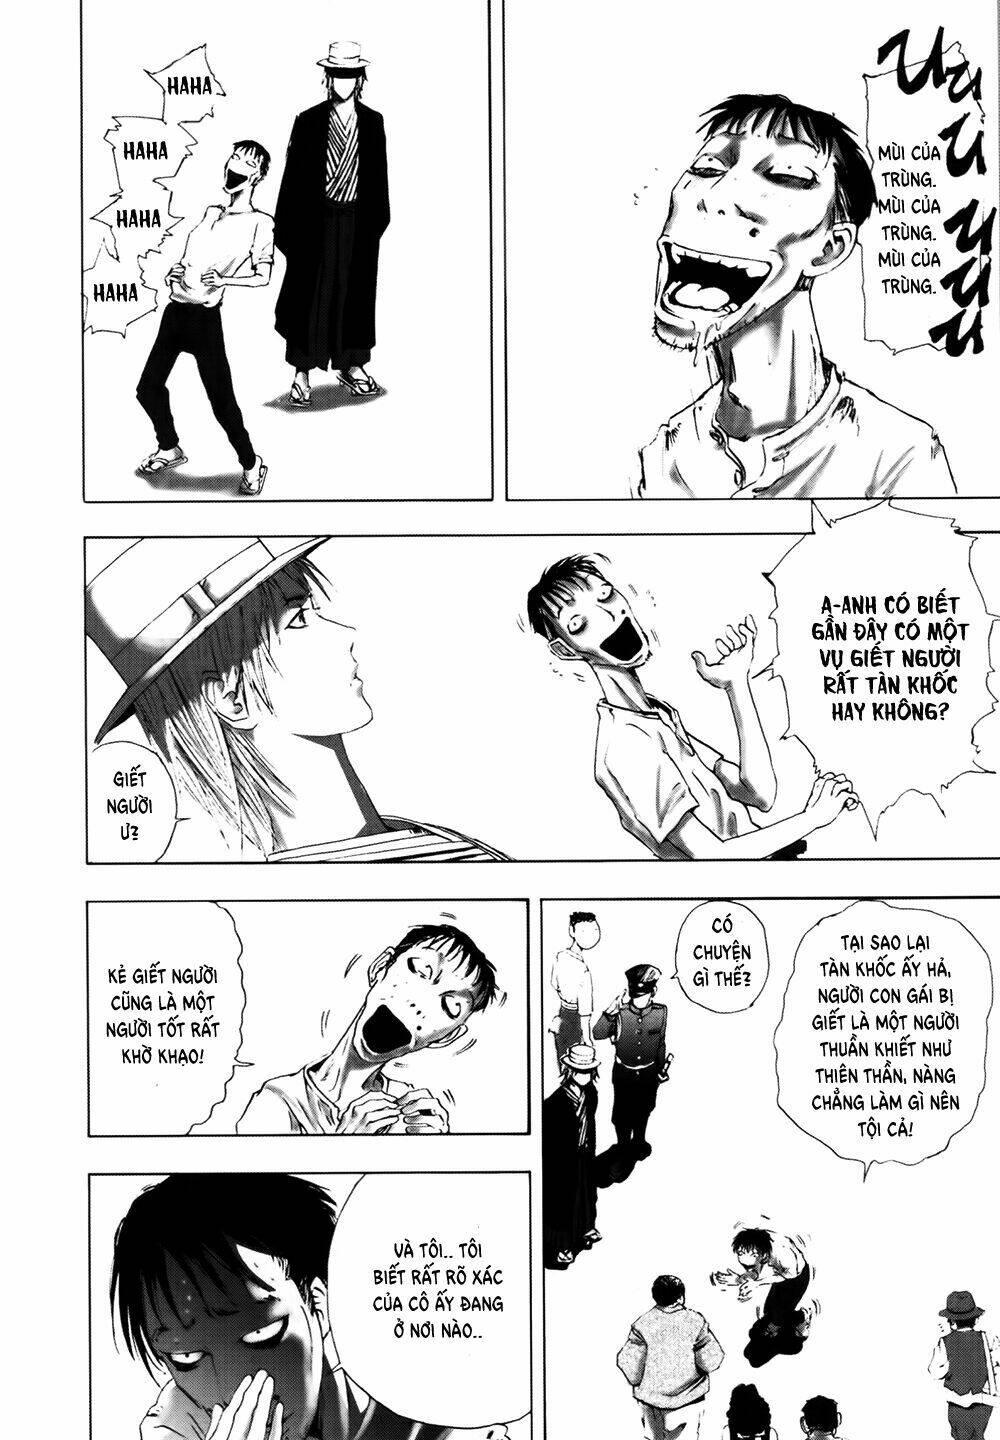 U U U U U U
MÙI CỦA
TRÙNG.
MÙI CỦA
TRÙNG.
MÙI CỦA
TRÙNG.
HAHA
HAHA
HAHA
HAHA
A-ANH CÓ BIẾT
GẦN ĐÂY CÓ MỘT
VỤ GIẾT NGƯỜI
RẤT TÀN KHỐC
HAY KHÔNG?
GIẾT
NGƯỜI
Ư?
TẠI SAO LẠI
TÀN KHỐC ẤY HẢ,
NGƯỜI CON GÁI BỊ
GIẾT LÀ MỘT NGƯỜI
THUẦN KHIẾT NHƯ
THIÊN THẦN, NÀNG
CHẲNG LÀM GÌ NÊN
TỘI CẢ!
CÓ
CHUYỆN
GÌ THẾ?
KẺ GIẾT NGƯỜI
CŨNG LÀ MỘT
NGƯỜI TỐT RẤT
KHỜ KHẠO!
VÀ TÔI.. TÔI
BIẾT RẤT RÕ XÁC
CỦA CÔ ẤY ĐANG
Ở NƠI NÀO..